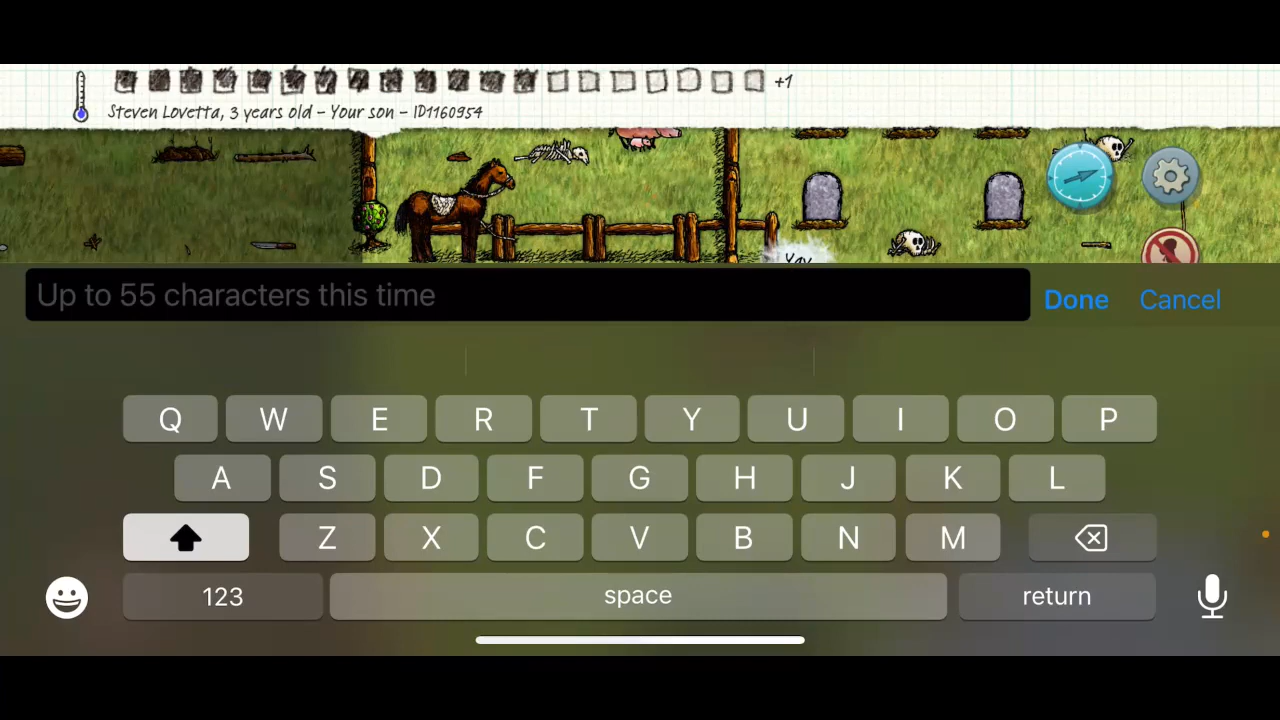 +1
Steven Lovetta, 3 years old – Your son – ID1160954
Yay
Up to 55 characters this time
Done Cancel
Q W E R T Y U I O P
A S D F G H J K L
Z X C V B N M
123 space return